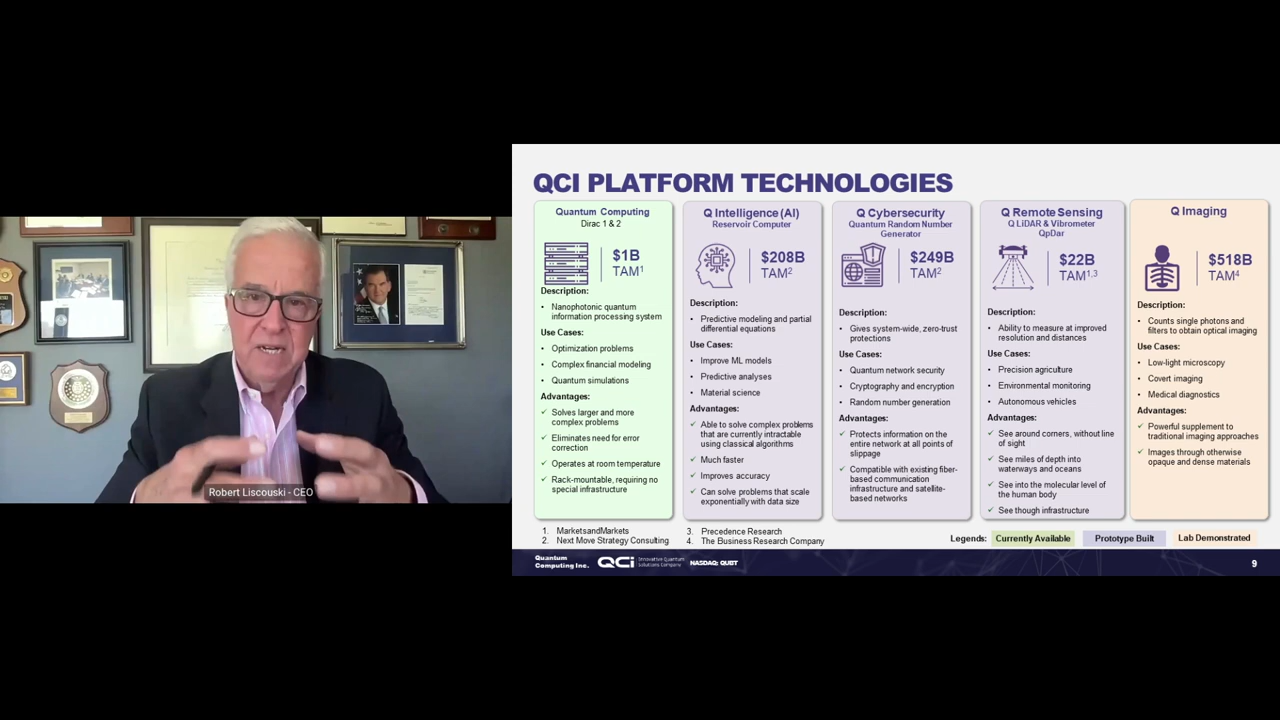 Robert Liscouski - CEO
QCI PLATFORM TECHNOLOGIES
Quantum Computing
Dirac 1 & 2
$1B
TAM1
Description:
• Nanophotonic quantum
information processing system
Use Cases:
• Optimization problems
• Complex financial modeling
• Quantum simulations
Advantages:
✓ Solves larger and more
complex problems
✓ Eliminates need for error
correction
✓ Operates at room temperature
✓ Rack-mountable, requiring no
special infrastructure
Q Intelligence (AI)
Reservoir Computer
$208B
TAM2
Description:
• Predictive modeling and partial
differential equations
Use Cases:
• Improve ML models
• Predictive analyses
• Material science
Advantages:
✓ Able to solve complex problems
that are currently intractable
using classical algorithms
✓ Much faster
✓ Improves accuracy
✓ Can solve problems that scale
exponentially with data size
Q Cybersecurity
Quantum Random Number
Generator
$249B
TAM2
Description:
• Gives system-wide, zero-trust
protections
Use Cases:
• Quantum network security
• Cryptography and encryption
• Random number generation
Advantages:
✓ Protects information on the
entire network at all points of
slippage
✓ Compatible with existing fiber-
based communication
infrastructure and satellite-
based networks
Q Remote Sensing
Q LiDAR & Vibrometer
QpDar
$22B
TAM1,3
Description:
• Ability to measure at improved
resolution and distances
Use Cases:
• Precision agriculture
• Environmental monitoring
• Autonomous vehicles
Advantages:
✓ See around corners, without line
of sight
✓ See miles of depth into
waterways and oceans
✓ See into the molecular level of
the human body
✓ See though infrastructure
Q Imaging
$518B
TAM4
Description:
• Counts single photons and
filters to obtain optical imaging
Use Cases:
• Low-light microscopy
• Covert imaging
• Medical diagnostics
Advantages:
✓ Powerful supplement to
traditional imaging approaches
✓ Images through otherwise
opaque and dense materials
1. MarketsandMarkets
2. Next Move Strategy Consulting
3. Precedence Research
4. The Business Research Company
Legends: Currently Available Prototype Built Lab Demonstrated
Quantum
Computing Inc.
QCi
Innovative Quantum
Solutions Company
NASDAQ: QUBT
9